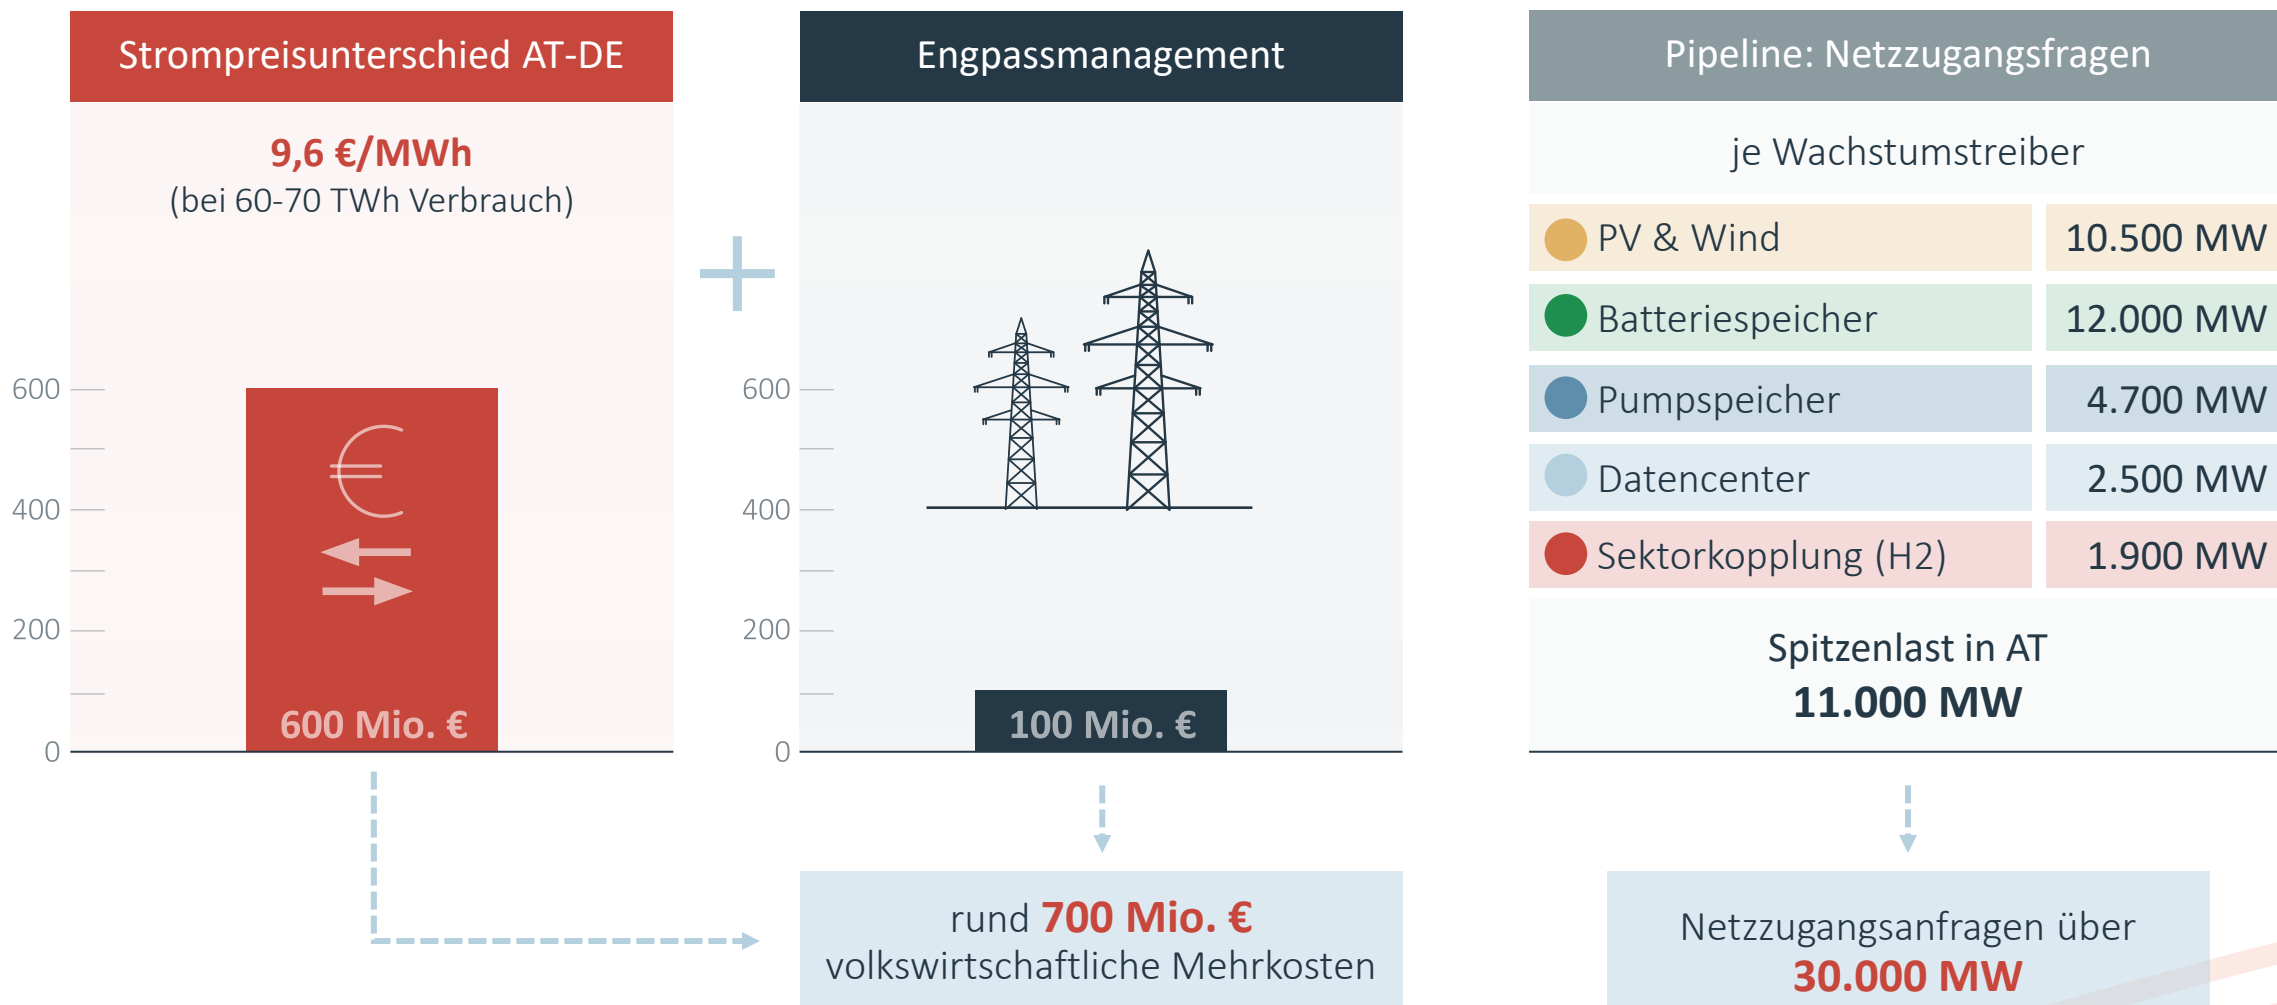 Strompreisunterschied AT-DE
9,6 €/MWh
(bei 60-70 TWh Verbrauch)
600
400
200
0
€
600 Mio. €
Engpassmanagement
600
400
200
0
100 Mio. €
rund 700 Mio. €
volkswirtschaftliche Mehrkosten
Pipeline: Netzzugangsfragen
je Wachstumstreiber
PV & Wind 10.500 MW
Batteriespeicher 12.000 MW
Pumpspeicher 4.700 MW
Datencenter 2.500 MW
Sektorkopplung (H2) 1.900 MW
Spitzenlast in AT
11.000 MW
Netzzugangsanfragen über
30.000 MW